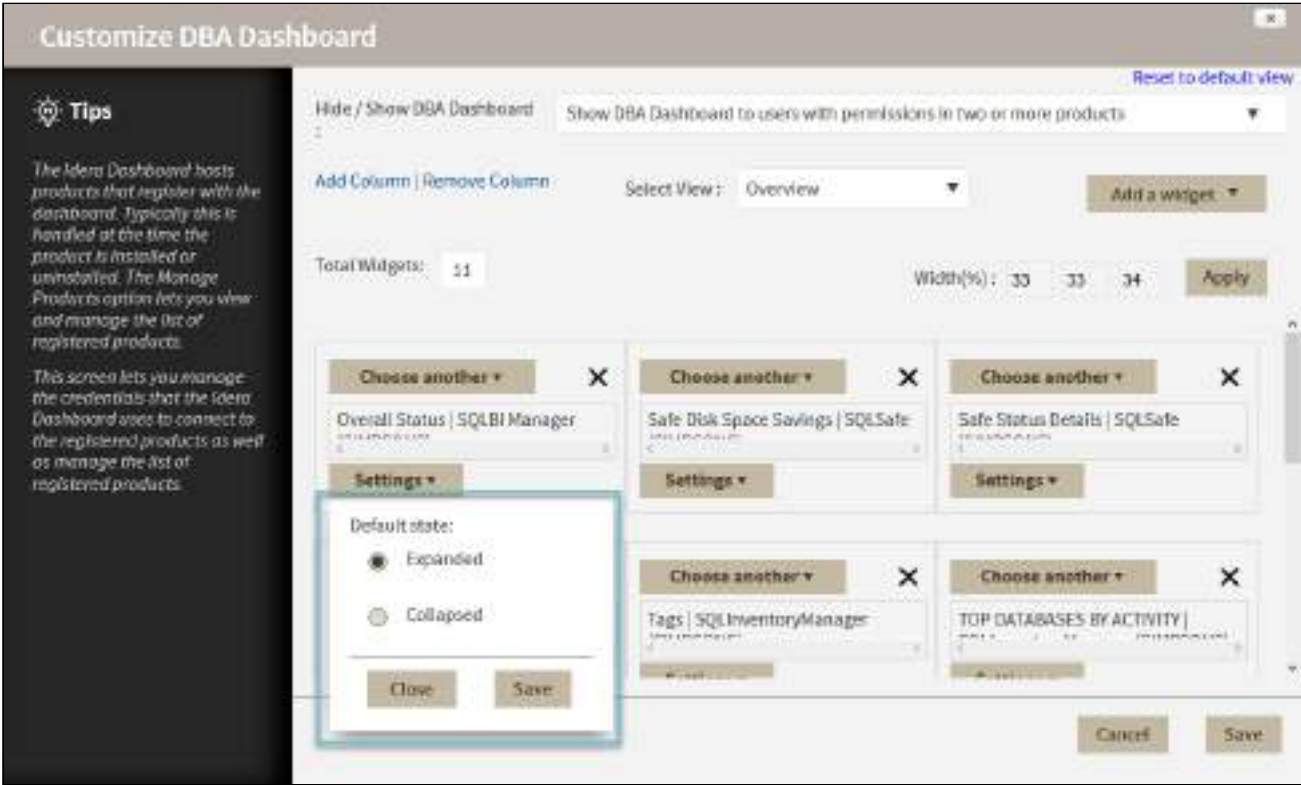 Customize DBA Dashboard
Reset to default view
Tips
The Idera Dashboard hosts
products that register with the
dashboard. Typically this is
handled at the time the
product is installed or
uninstalled. The Manage
Products option lets you view
and manage the list of
registered products.
This screen lets you manage
the credentials that the Idera
Dashboard uses to connect to
the registered products as well
as manage the list of
registered products.
Hide / Show DBA Dashboard
:
Show DBA Dashboard to users with permissions in two or more products
Add Column | Remove Column
Select View :
Overview
Add a widget
Total Widgets:
11
Width(%) :
33
33
34
Apply
Choose another
Overall Status | SQLBI Manager
Settings
Choose another
Safe Disk Space Savings | SQLSafe
Settings
Choose another
Safe Status Details | SQLSafe
Settings
Default state:
Expanded
Collapsed
Close
Save
Choose another
Tags | SQLInventoryManager
Choose another
TOP DATABASES BY ACTIVITY |
Cancel
Save